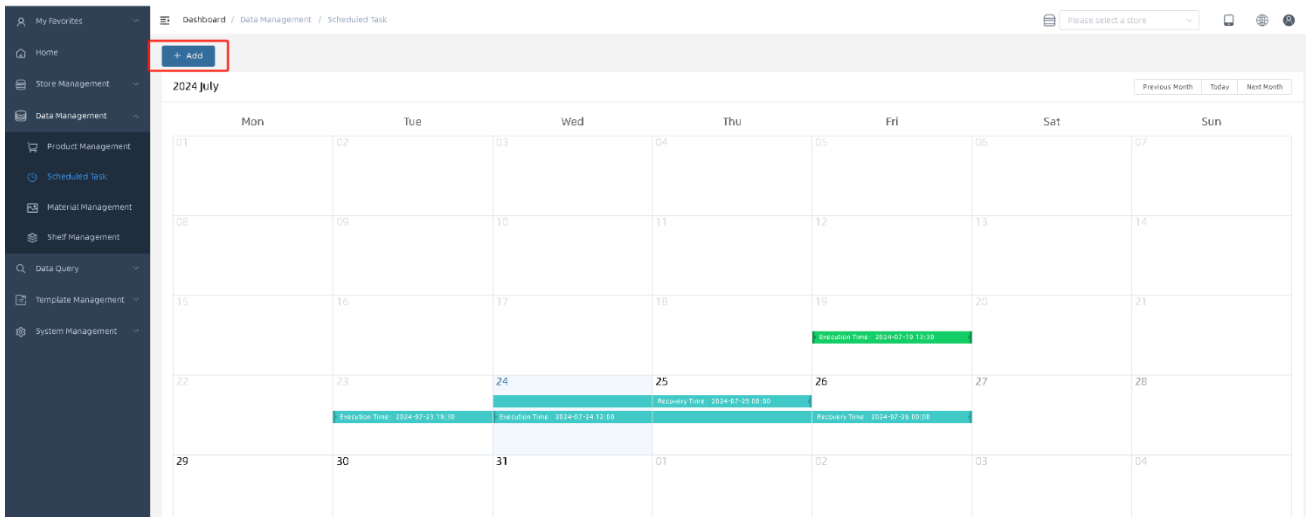 My Favorites
Dashboard / Data Management / Scheduled Task
Please select a store
Home
+ Add
Store Management
2024 July
Previous Month Today Next Month
Data Management
Mon Tue Wed Thu Fri Sat Sun
Product Management
01 02 03 04 05 06 07
Scheduled Task
Material Management
08 09 10 11 12 13 14
Shelf Management
Data Query
Template Management
15 16 17 18 19 20 21
System Management
Execution Time: 2024-07-19 13:30
22 23 24 25 26 27 28
Recovery Time: 2024-07-25 00:00
Execution Time: 2024-07-23 19:30 Execution Time: 2024-07-24 12:00 Recovery Time: 2024-07-26 00:00
29 30 31 01 02 03 04